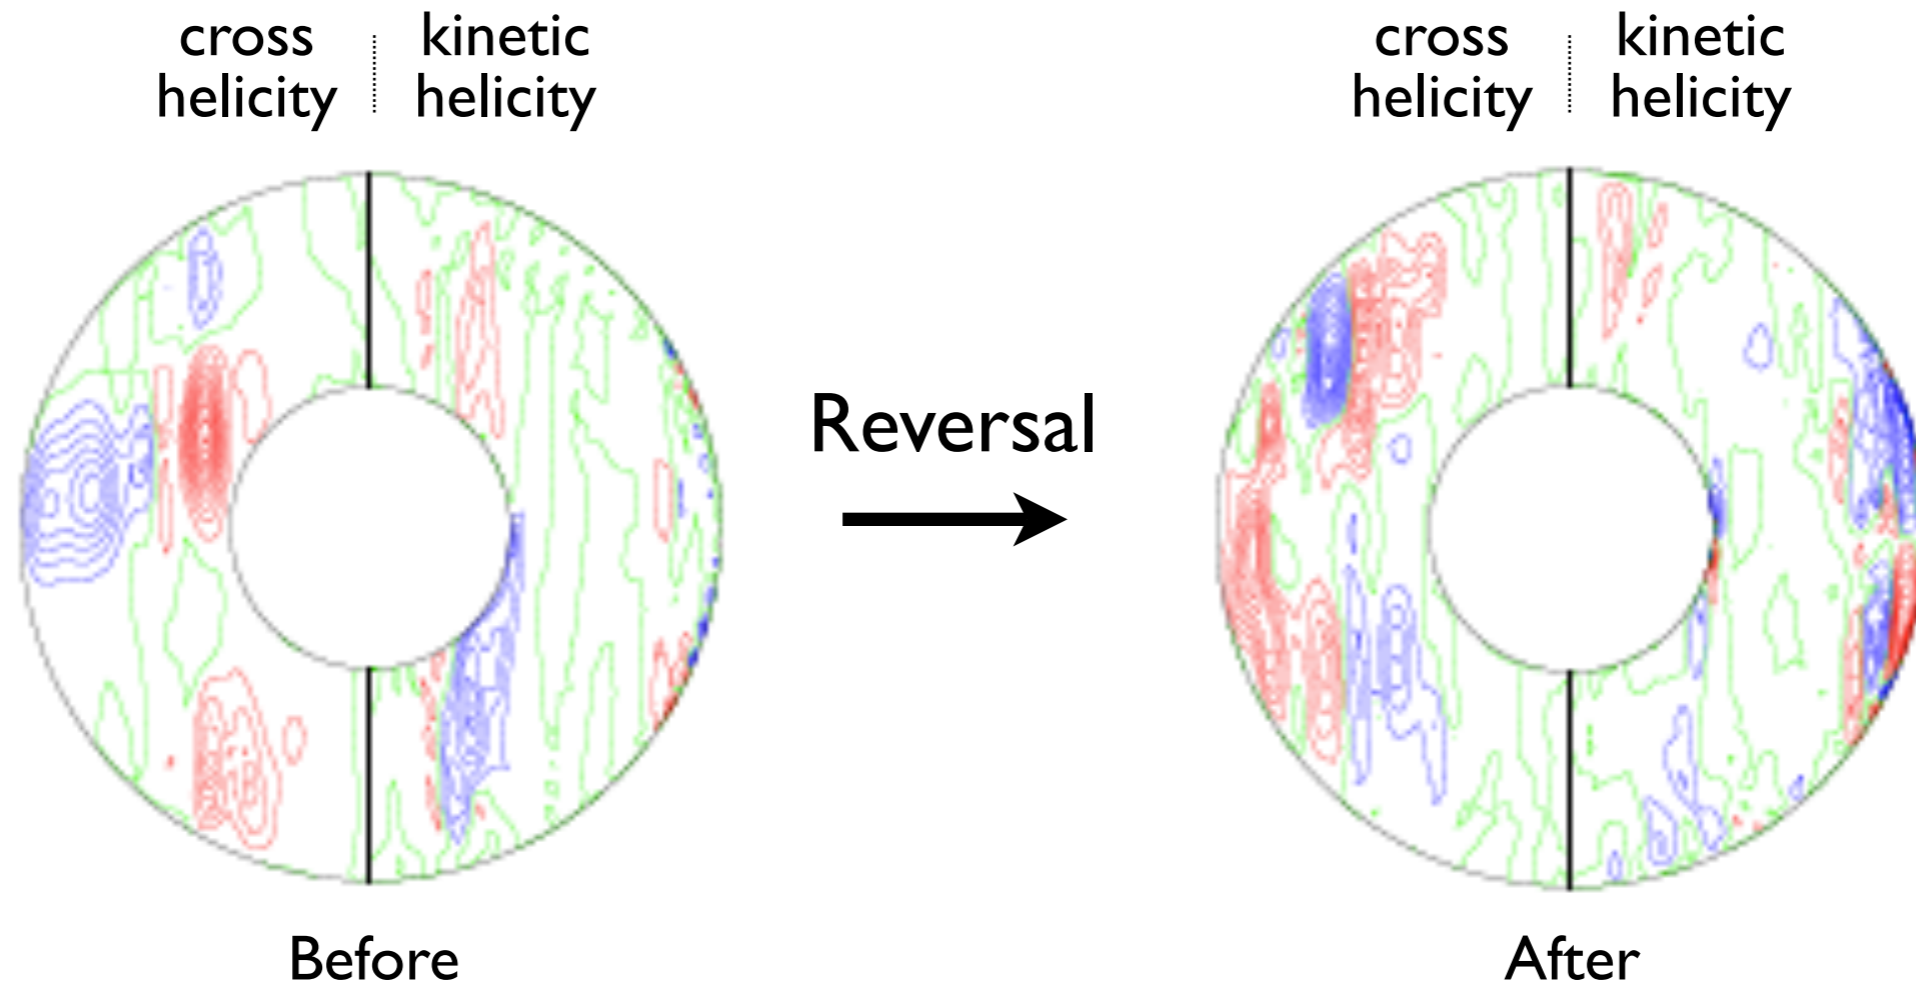 cross
helicity
kinetic
helicity
cross
helicity
kinetic
helicity
Reversal
Before
After